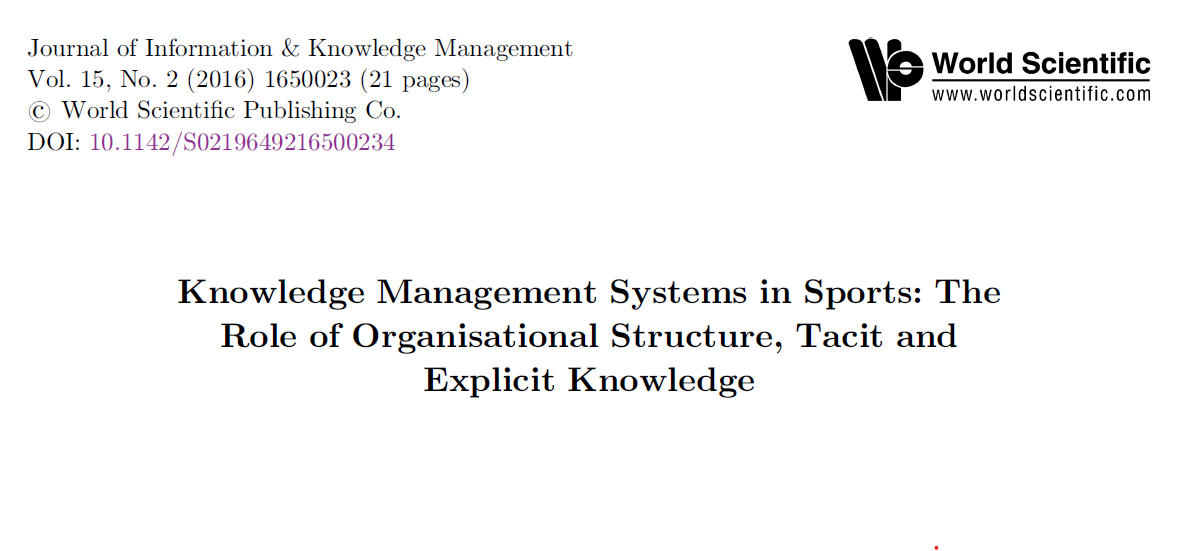 Journal of Information & Knowledge Management
Vol. 15, No. 2 (2016) 1650023 (21 pages)
© World Scientific Publishing Co.
DOI: 10.1142/S0219649216500234
World Scientific
www.worldscientific.com
Knowledge Management Systems in Sports: The
Role of Organisational Structure, Tacit and
Explicit Knowledge